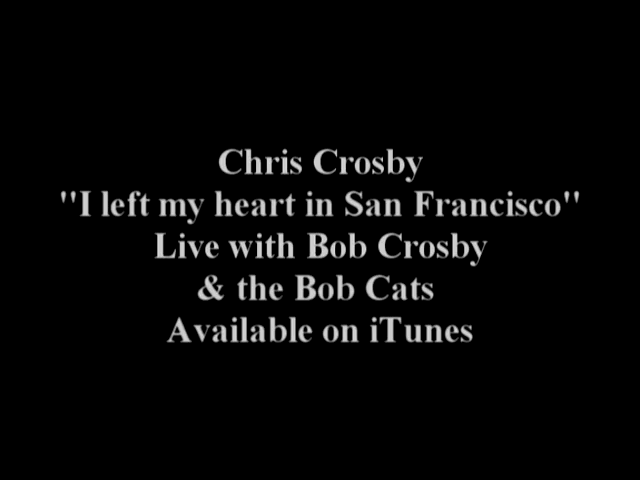 Chris Crosby
"I left my heart in San Francisco"
Live with Bob Crosby
& the Bob Cats
Available on iTunes